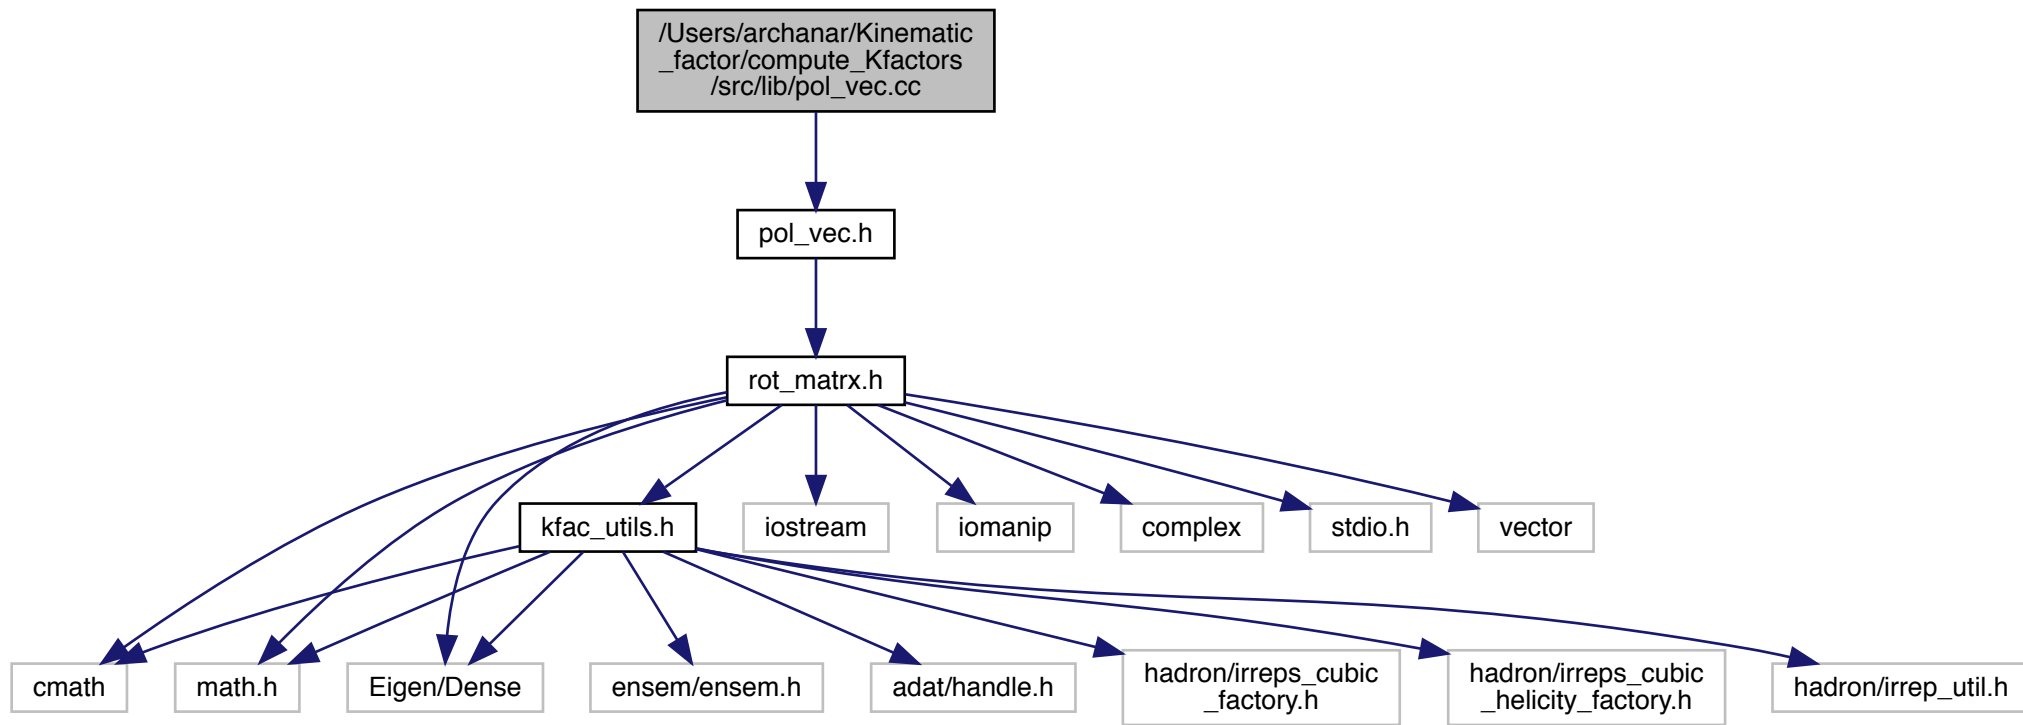 /Users/archanar/Kinematic
_factor/compute_Kfactors
/src/lib/pol_vec.cc
pol_vec.h
rot_matrx.h
kfac_utils.h
iostream
iomanip
complex
stdio.h
vector
cmath
math.h
Eigen/Dense
ensem/ensem.h
adat/handle.h
hadron/irreps_cubic
_factory.h
hadron/irreps_cubic
_helicity_factory.h
hadron/irrep_util.h